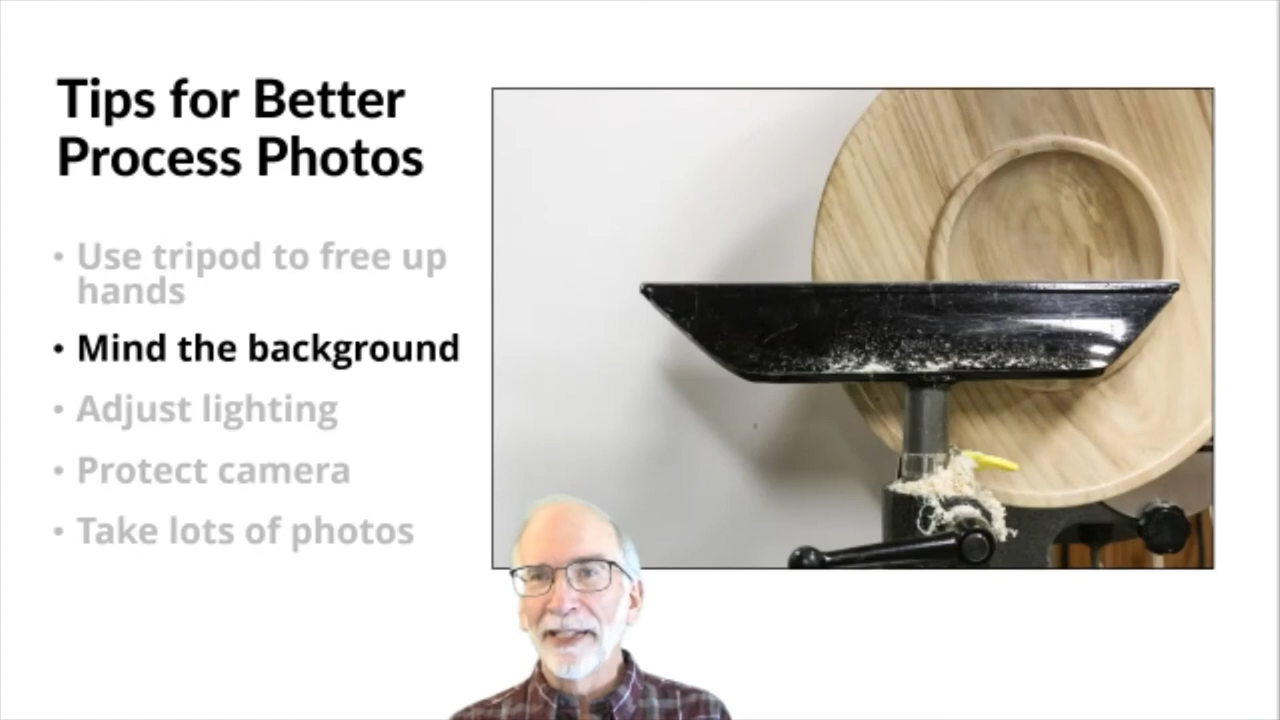 Tips for Better
Process Photos
• Use tripod to free up
hands
• Mind the background
• Adjust lighting
• Protect camera
• Take lots of photos